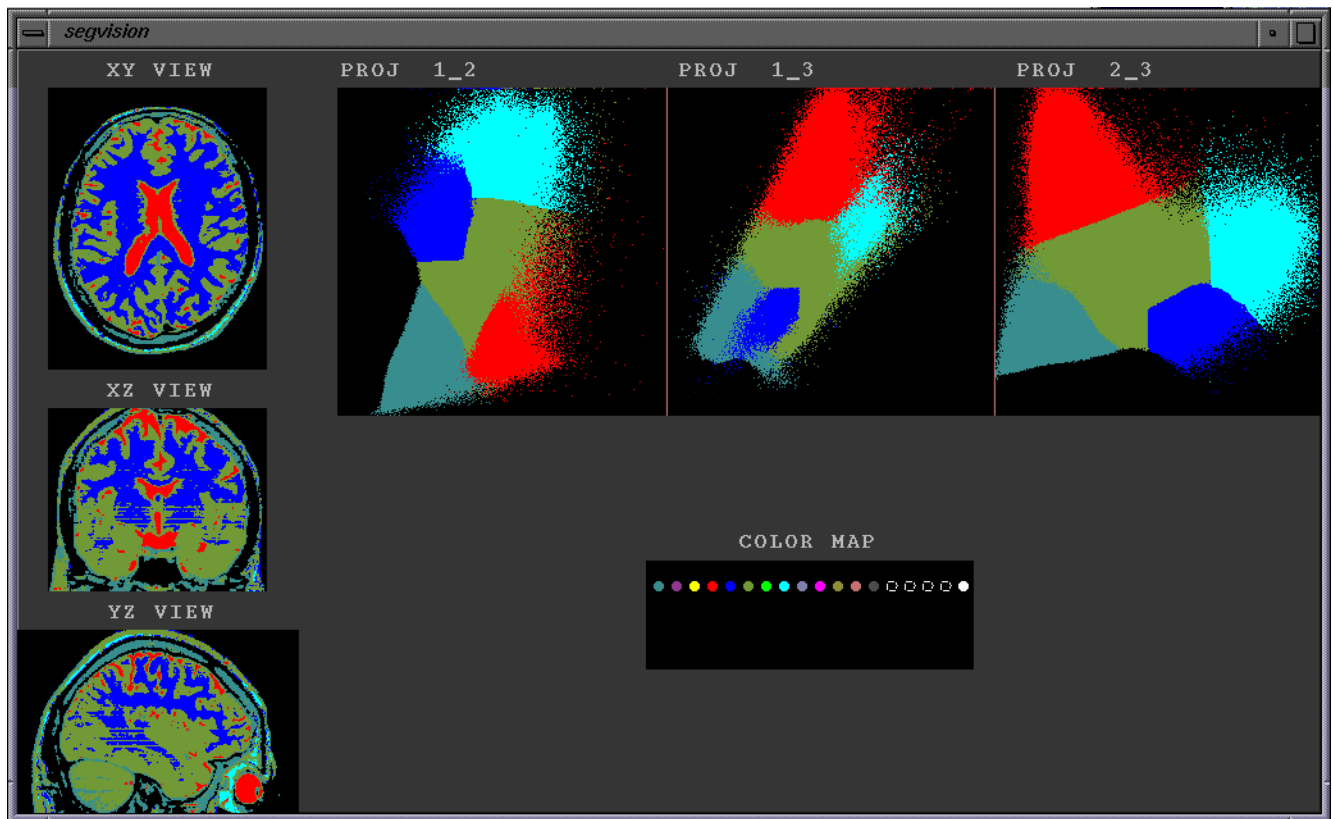 segvision
XY VIEW
PROJ 1_2
PROJ 1_3
PROJ 2_3
XZ VIEW
COLOR MAP
YZ VIEW